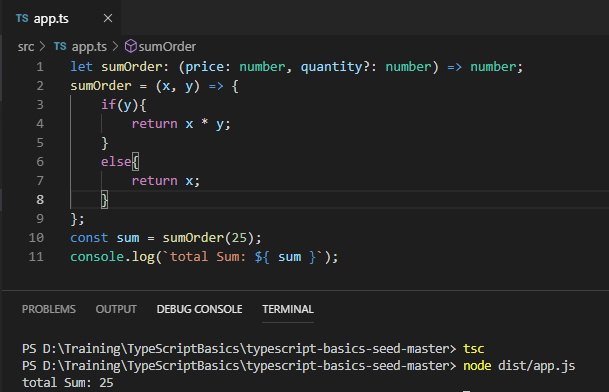 TS app.ts ×
src > TS app.ts > sumOrder
1 let sumOrder: (price: number, quantity?: number) => number;
2 sumOrder = (x, y) => {
3     if(y){
4         return x * y;
5     }
6     else{
7         return x;
8     }
9 };
10 const sum = sumOrder(25);
11 console.log(`total Sum: ${ sum }`);
PROBLEMS OUTPUT DEBUG CONSOLE TERMINAL
PS D:\Training\TypeScriptBasics\typescript-basics-seed-master> tsc
PS D:\Training\TypeScriptBasics\typescript-basics-seed-master> node dist/app.js
total Sum: 25